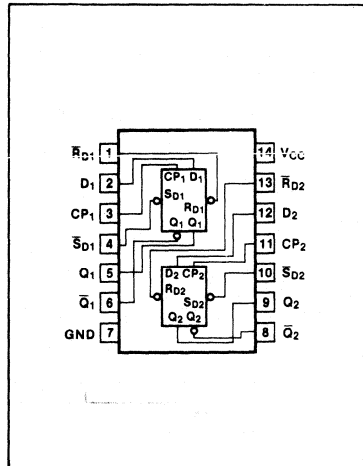 R̅D1 1
D1 2
CP1 3
S̅D1 4
Q1 5
Q̅1 6
GND 7
14 VCC
13 R̅D2
12 D2
11 CP2
10 S̅D2
9 Q2
8 Q̅2
CP1 D1
SD1
RD1
Q1 Q1
D2 CP2
RD2
SD2
Q2 Q2